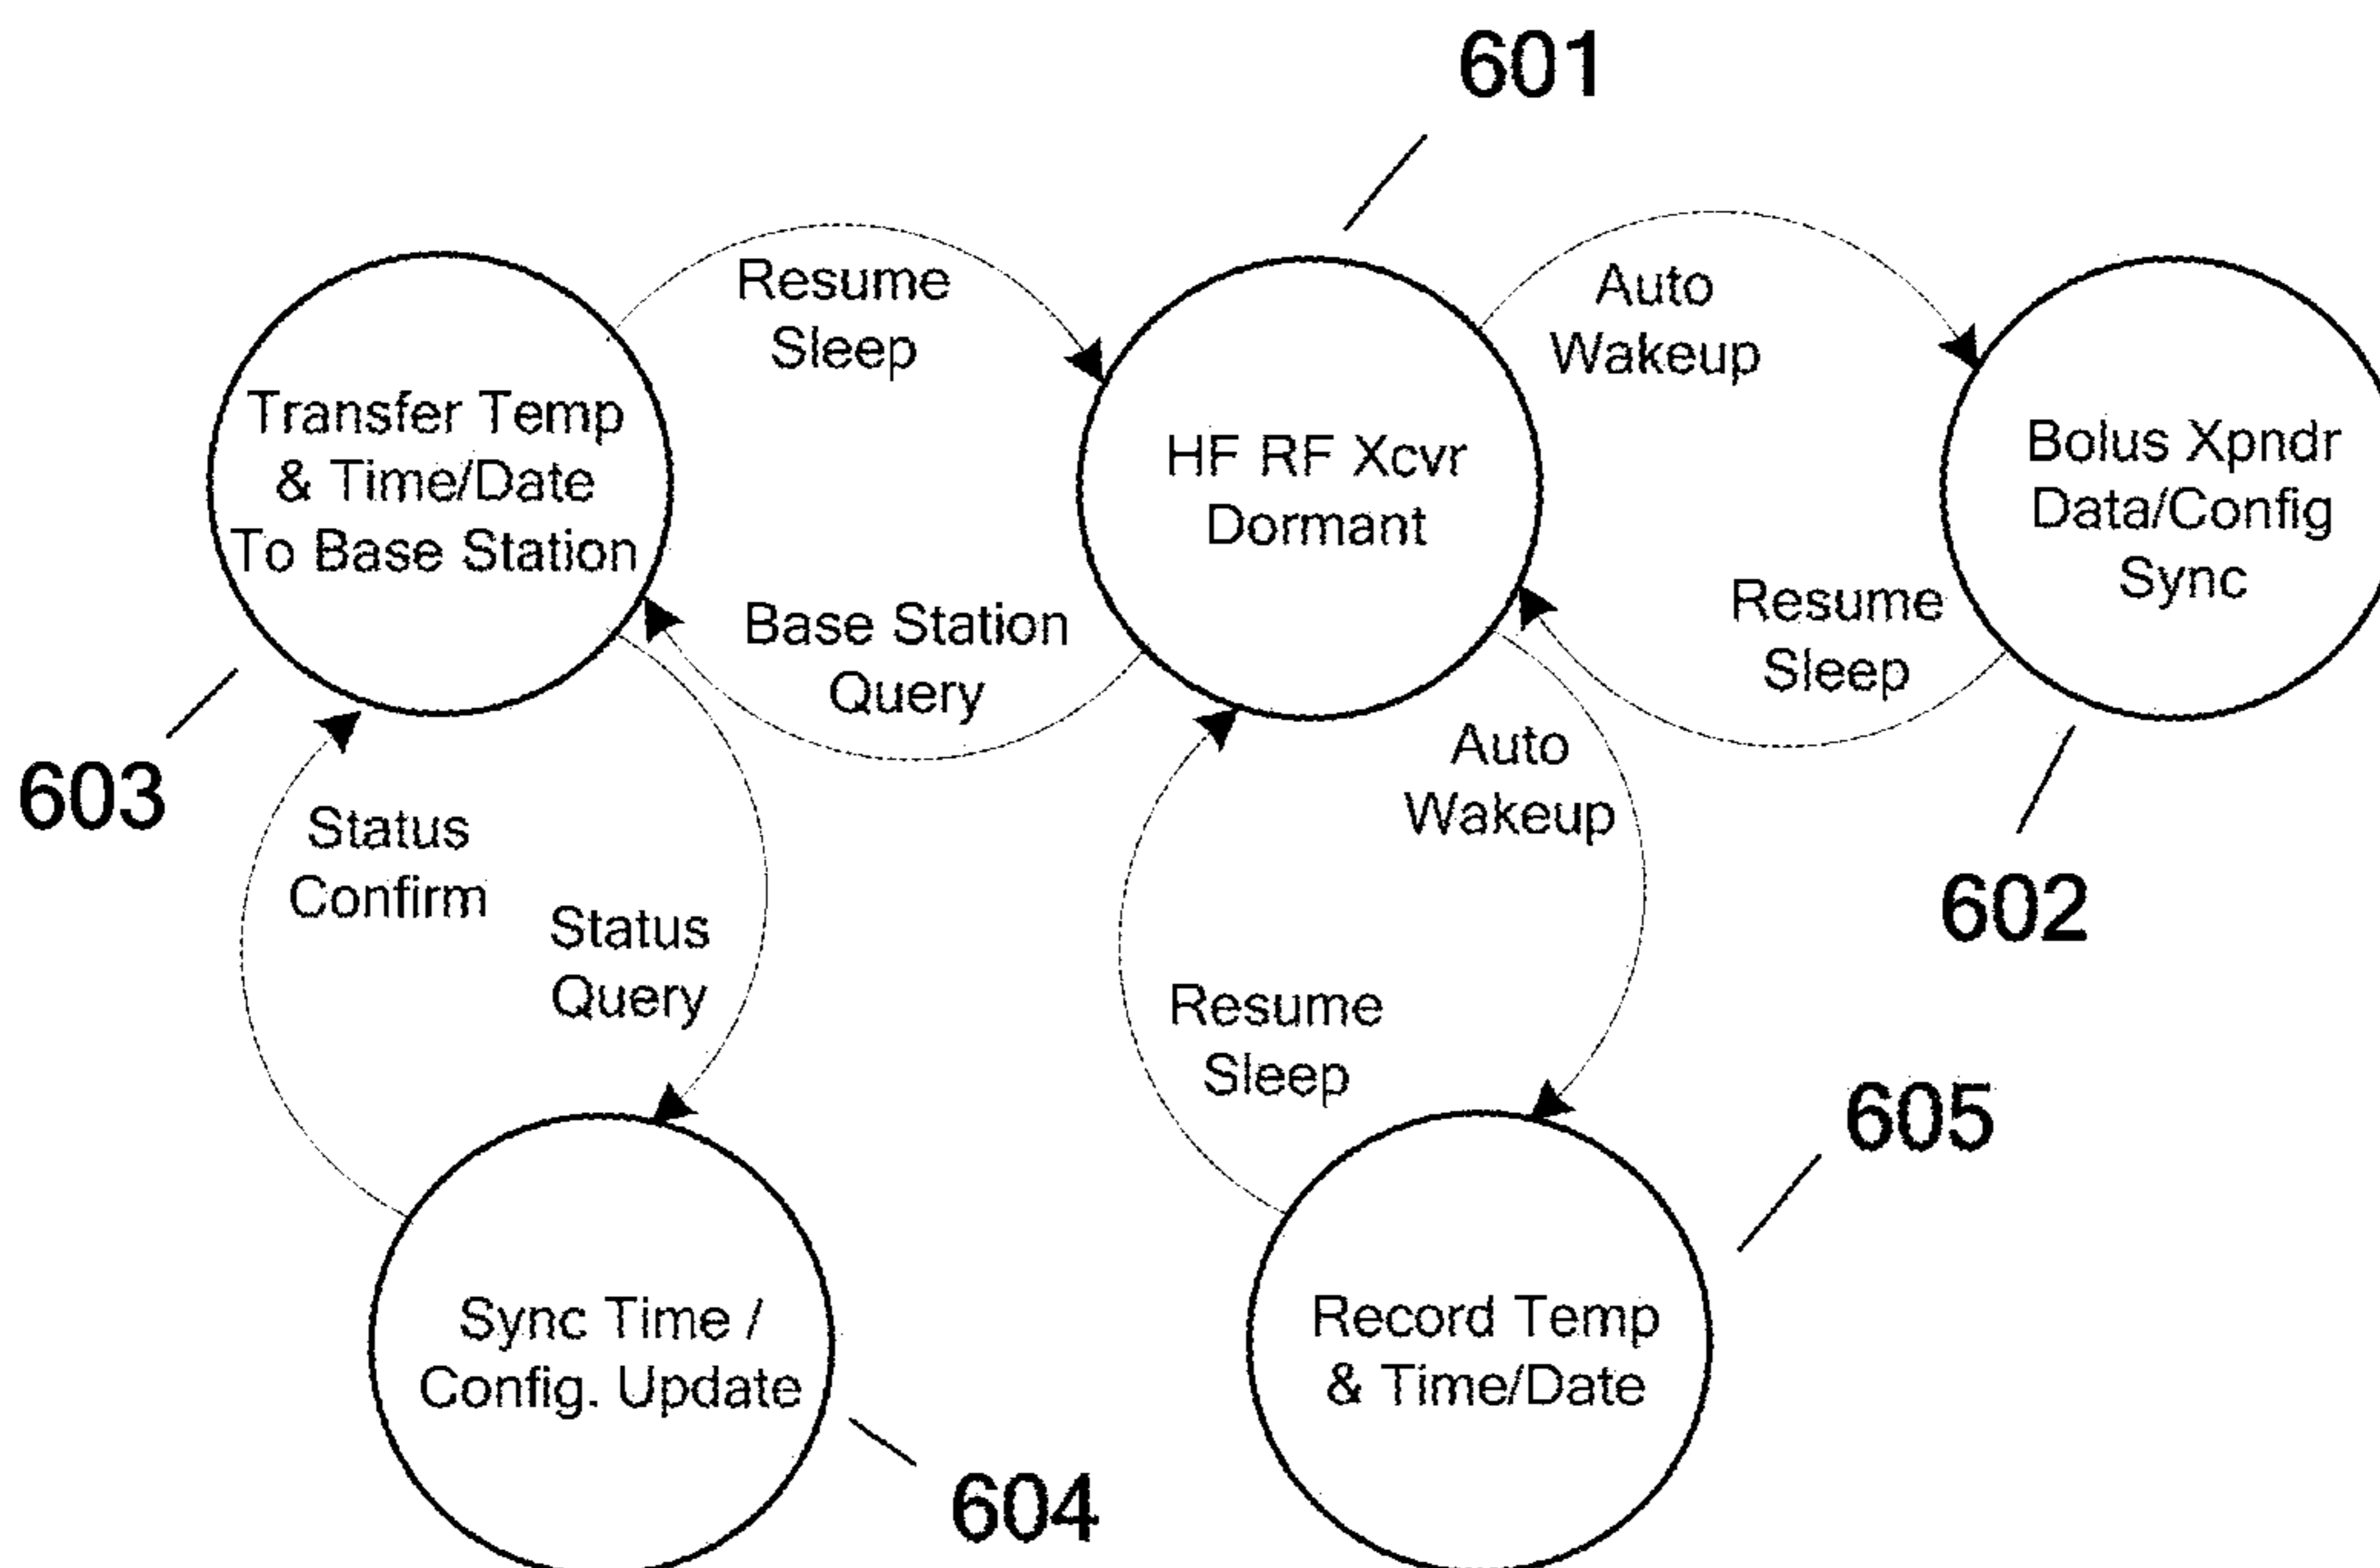 601
Resume
Sleep
Auto
Wakeup
Transfer Temp
& Time/Date
To Base Station
HF RF Xcvr
Dormant
Bolus Xpndr
Data/Config
Sync
Base Station
Query
Resume
Sleep
603
Status
Confirm
Status
Query
Auto
Wakeup
602
Resume
Sleep
605
Sync Time /
Config. Update
Record Temp
& Time/Date
604